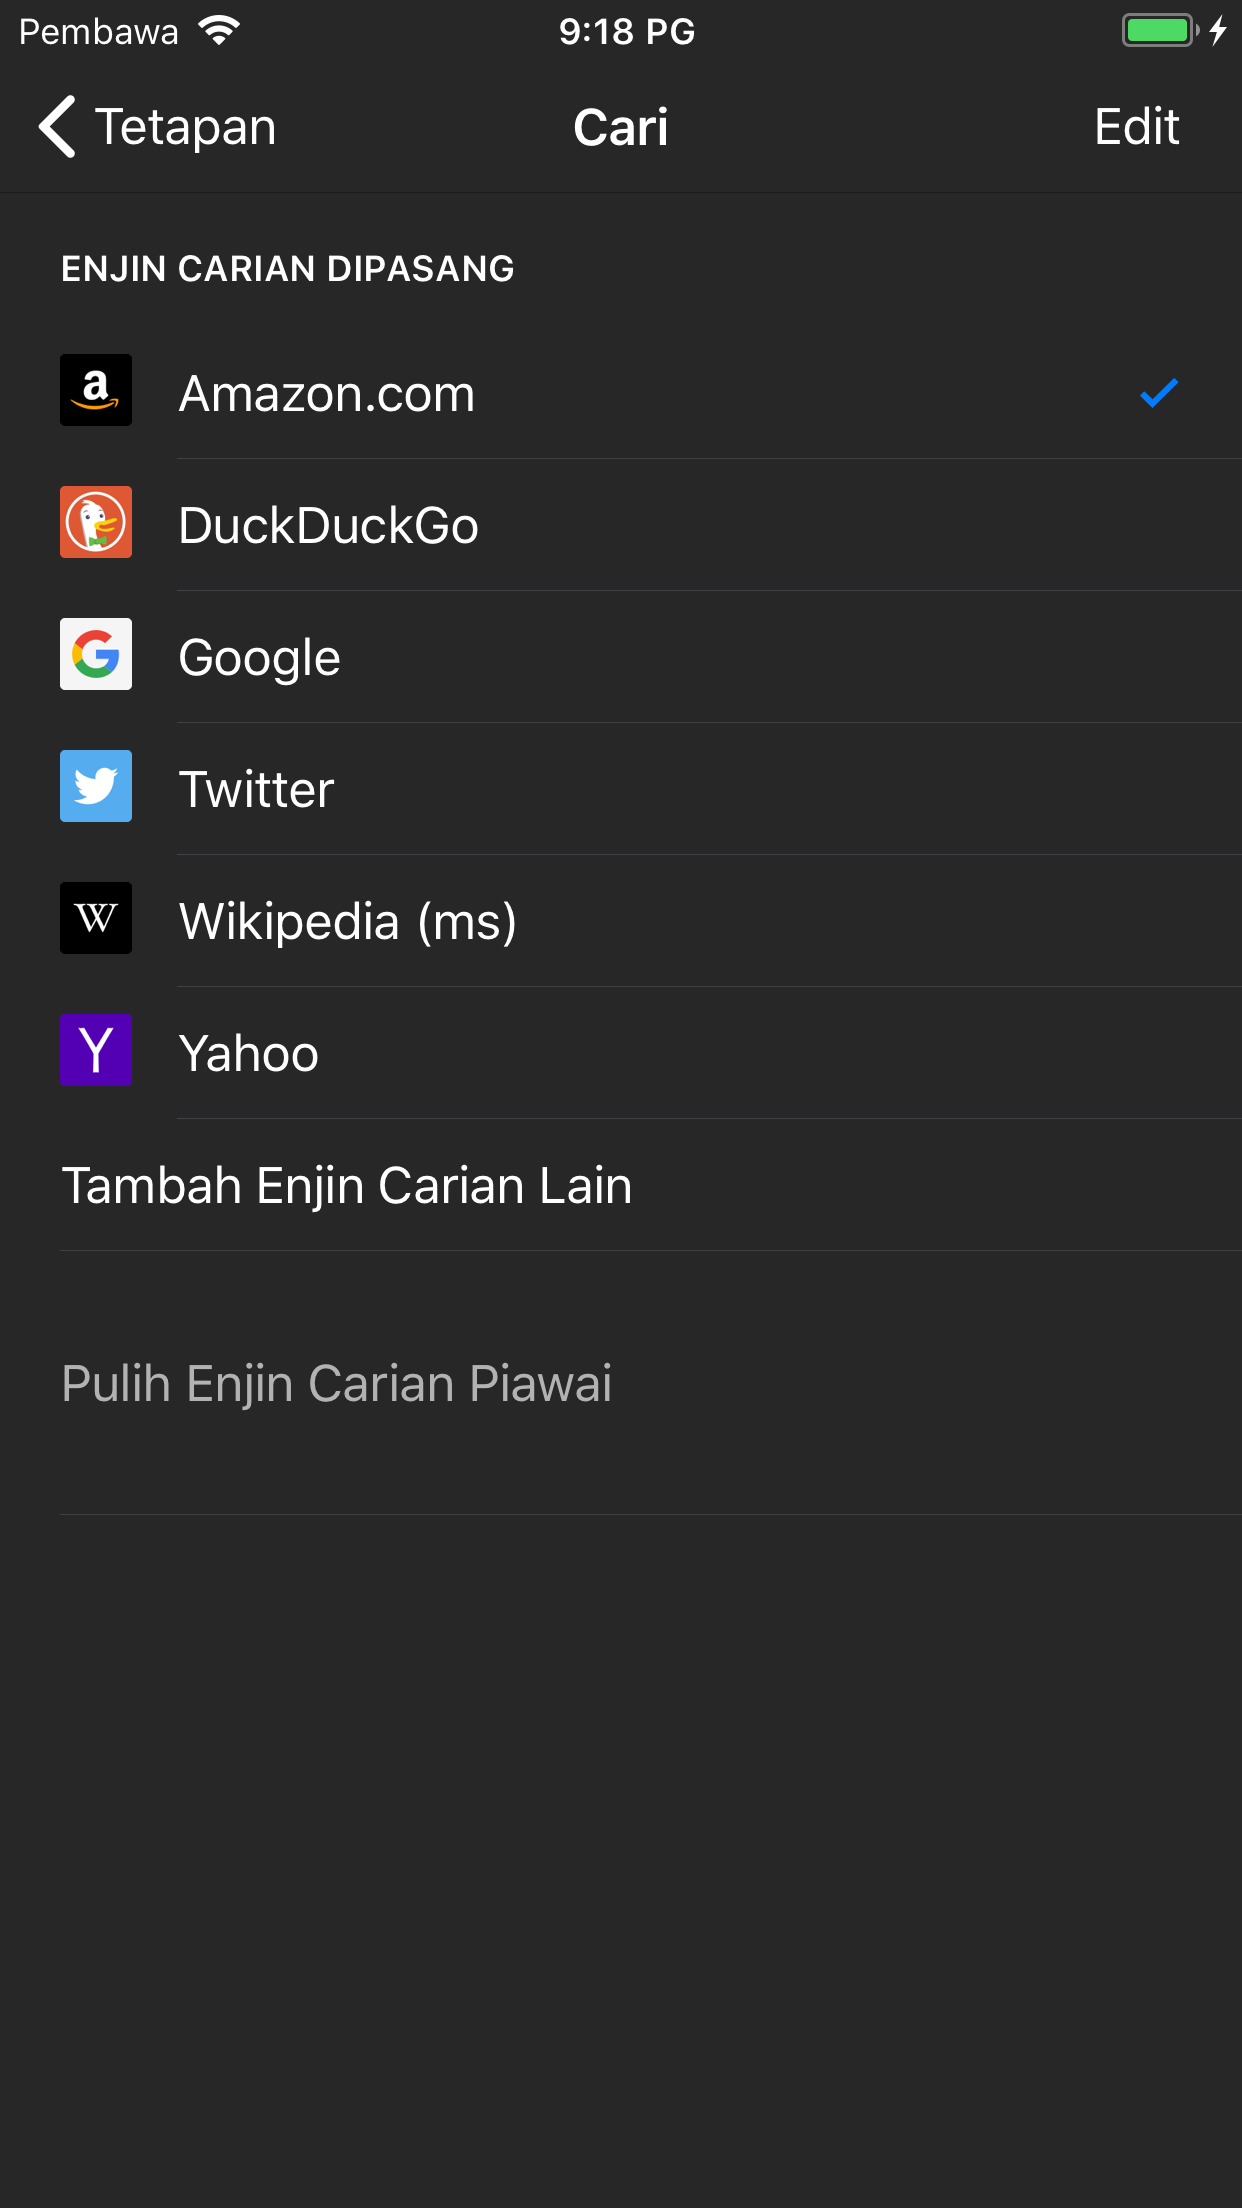 Pembawa 9:18 PG
Tetapan Cari Edit
ENJIN CARIAN DIPASANG
Amazon.com
DuckDuckGo
Google
Twitter
Wikipedia (ms)
Yahoo
Tambah Enjin Carian Lain
Pulih Enjin Carian Piawai